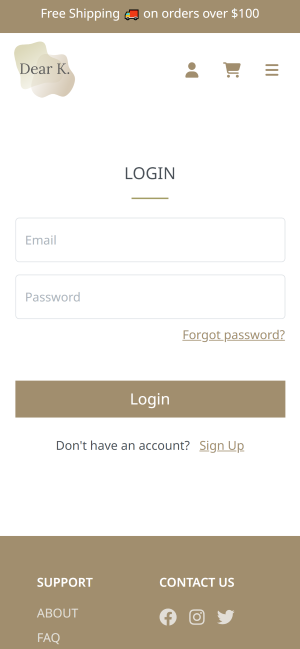 Free Shipping 🚚 on orders over $100
Dear K.
LOGIN
Email
Password
Forgot password?
Login
Don't have an account? Sign Up
SUPPORT
CONTACT US
ABOUT
FAQ